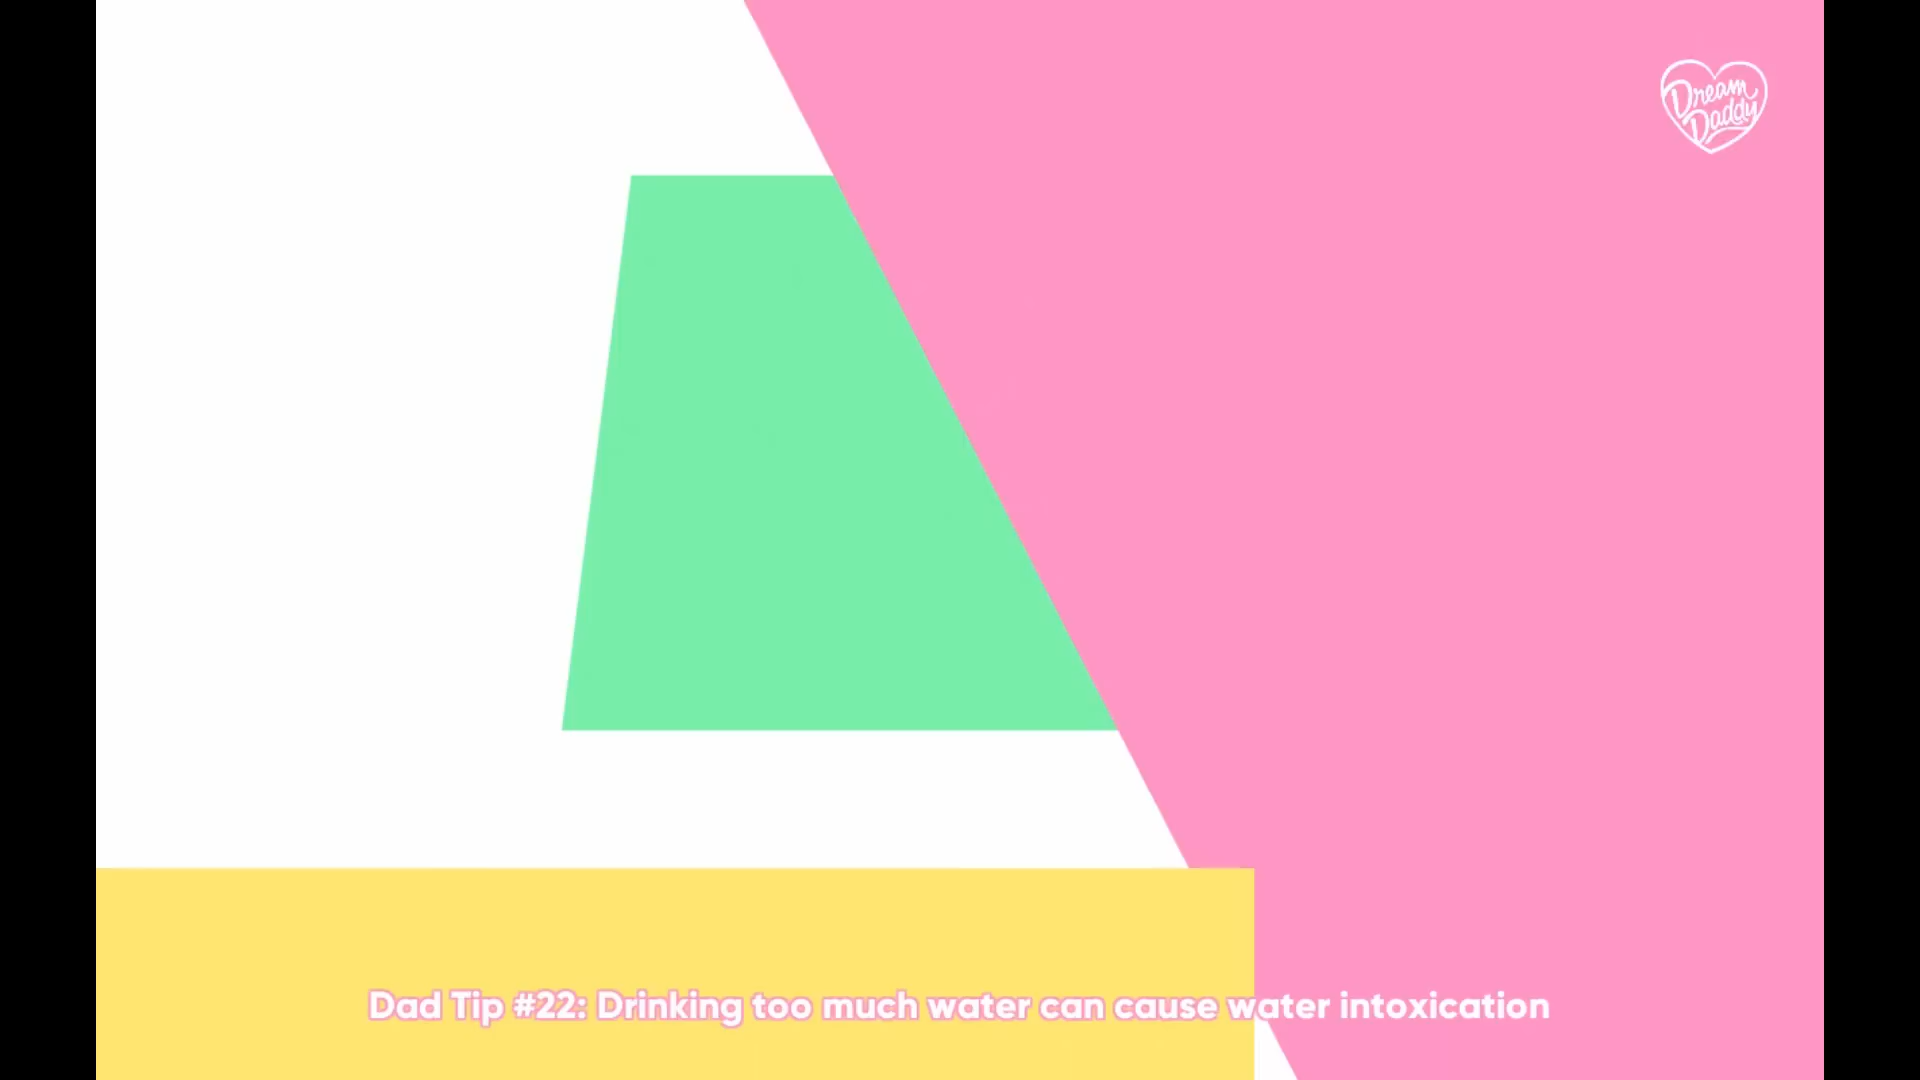 Dream
Daddy
Dad Tip #22: Drinking too much water can cause water intoxication